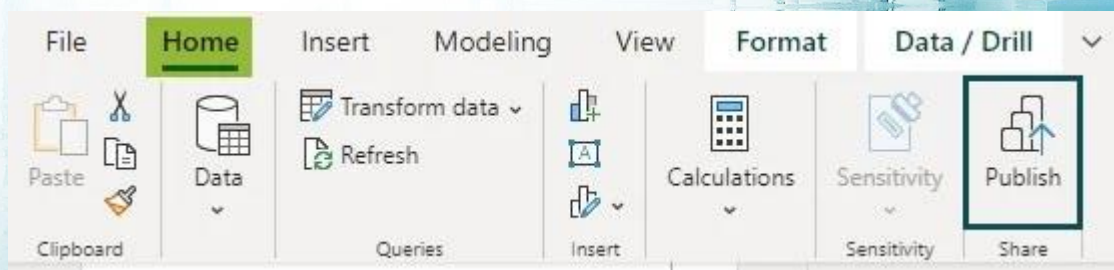 File Home Insert Modeling View Format Data / Drill
Transform data
Refresh
Paste Data Calculations Sensitivity Publish
Clipboard Queries Insert Sensitivity Share